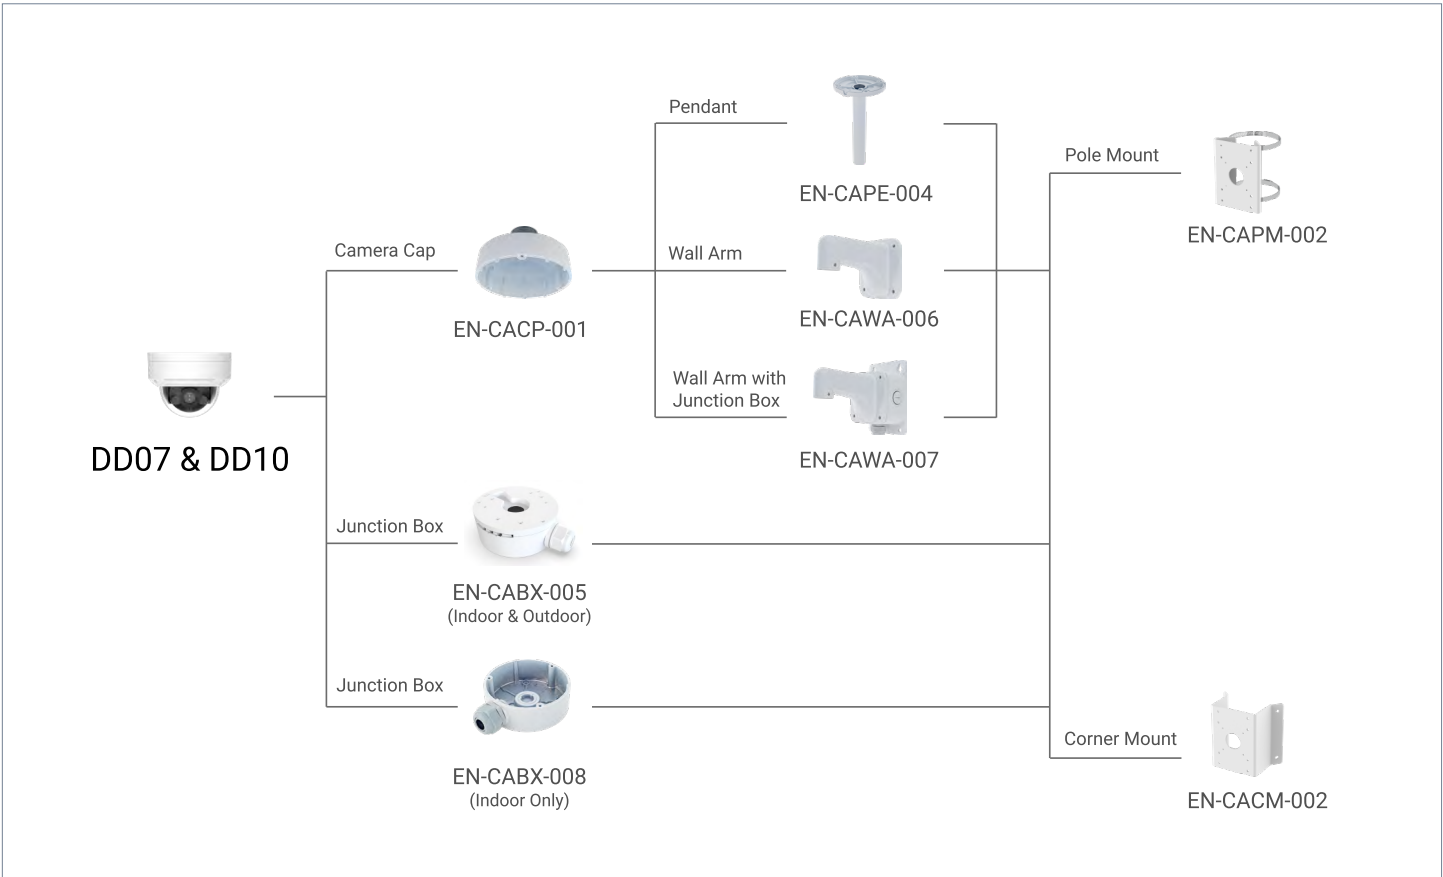 Pendant
EN-CAPE-004
Pole Mount
EN-CAPM-002
Camera Cap
EN-CACP-001
Wall Arm
EN-CAWA-006
Wall Arm with
Junction Box
EN-CAWA-007
DD07 & DD10
Junction Box
EN-CABX-005
(Indoor & Outdoor)
Junction Box
EN-CABX-008
(Indoor Only)
Corner Mount
EN-CACM-002